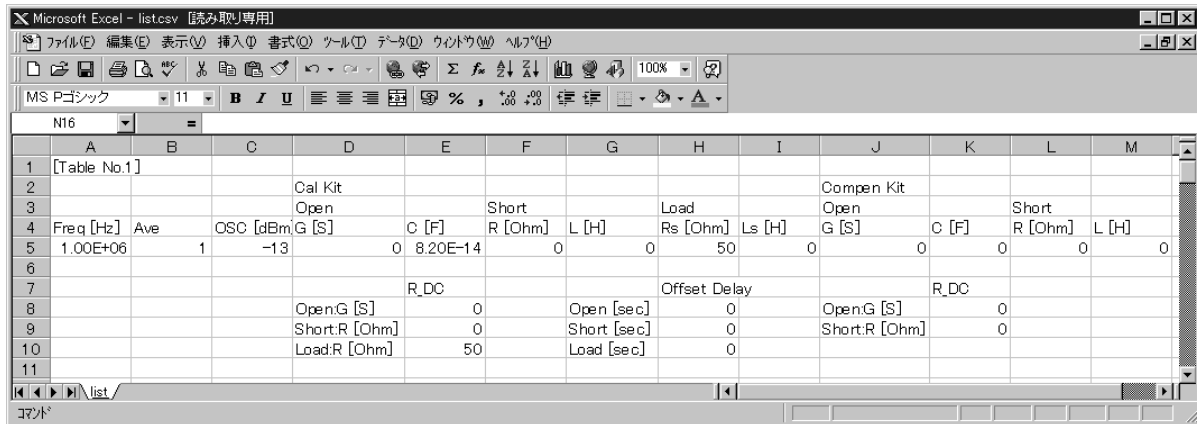 Microsoft Excel - list.csv [読み取り専用]
ファイル(F) 編集(E) 表示(V) 挿入(I) 書式(O) ツール(T) データ(D) ウィンドウ(W) ヘルプ(H)
100%
MS Pゴシック 11 B I U % ,
N16 =
A B C D E F G H I J K L M
1 [Table No.1]
2 Cal Kit Compen Kit
3 Open Short Load Open Short
4 Freq [Hz] Ave OSC [dBm] G [S] C [F] R [Ohm] L [H] Rs [Ohm] Ls [H] G [S] C [F] R [Ohm] L [H]
5 1.00E+06 1 -13 0 8.20E-14 0 0 50 0 0 0 0 0
6
7 R_DC Offset Delay R_DC
8 Open:G [S] 0 Open [sec] 0 Open:G [S] 0
9 Short:R [Ohm] 0 Short [sec] 0 Short:R [Ohm] 0
10 Load:R [Ohm] 50 Load [sec] 0
11
list
コマンド